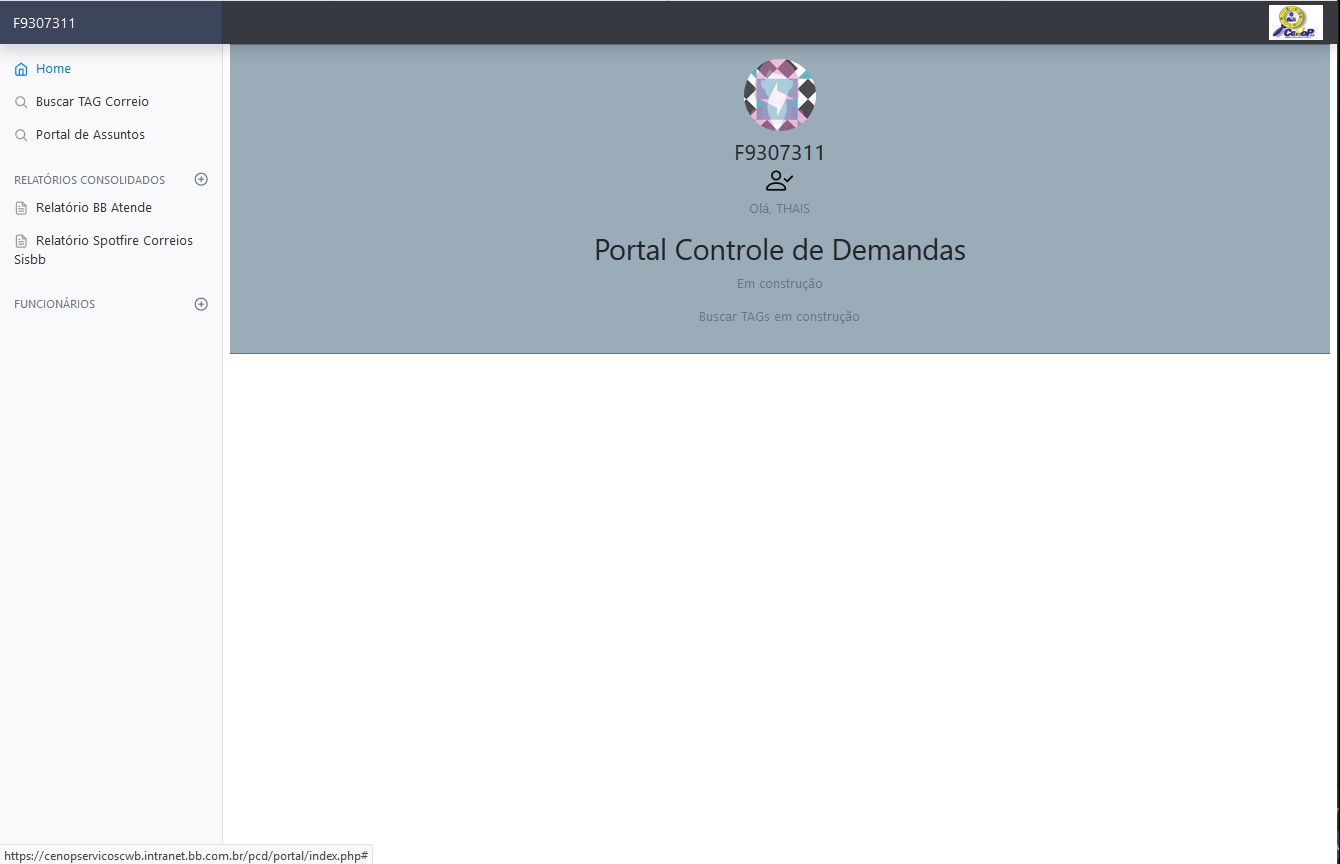 F9307311
CenoP
Home
Buscar TAG Correio
Portal de Assuntos
RELATÓRIOS CONSOLIDADOS
Relatório BB Atende
Relatório Spotfire Correios
Sisbb
FUNCIONÁRIOS
F9307311
Olá, THAIS
Portal Controle de Demandas
Em construção
Buscar TAGs em construção
https://cenopservicoscwb.intranet.bb.com.br/pcd/portal/index.php#